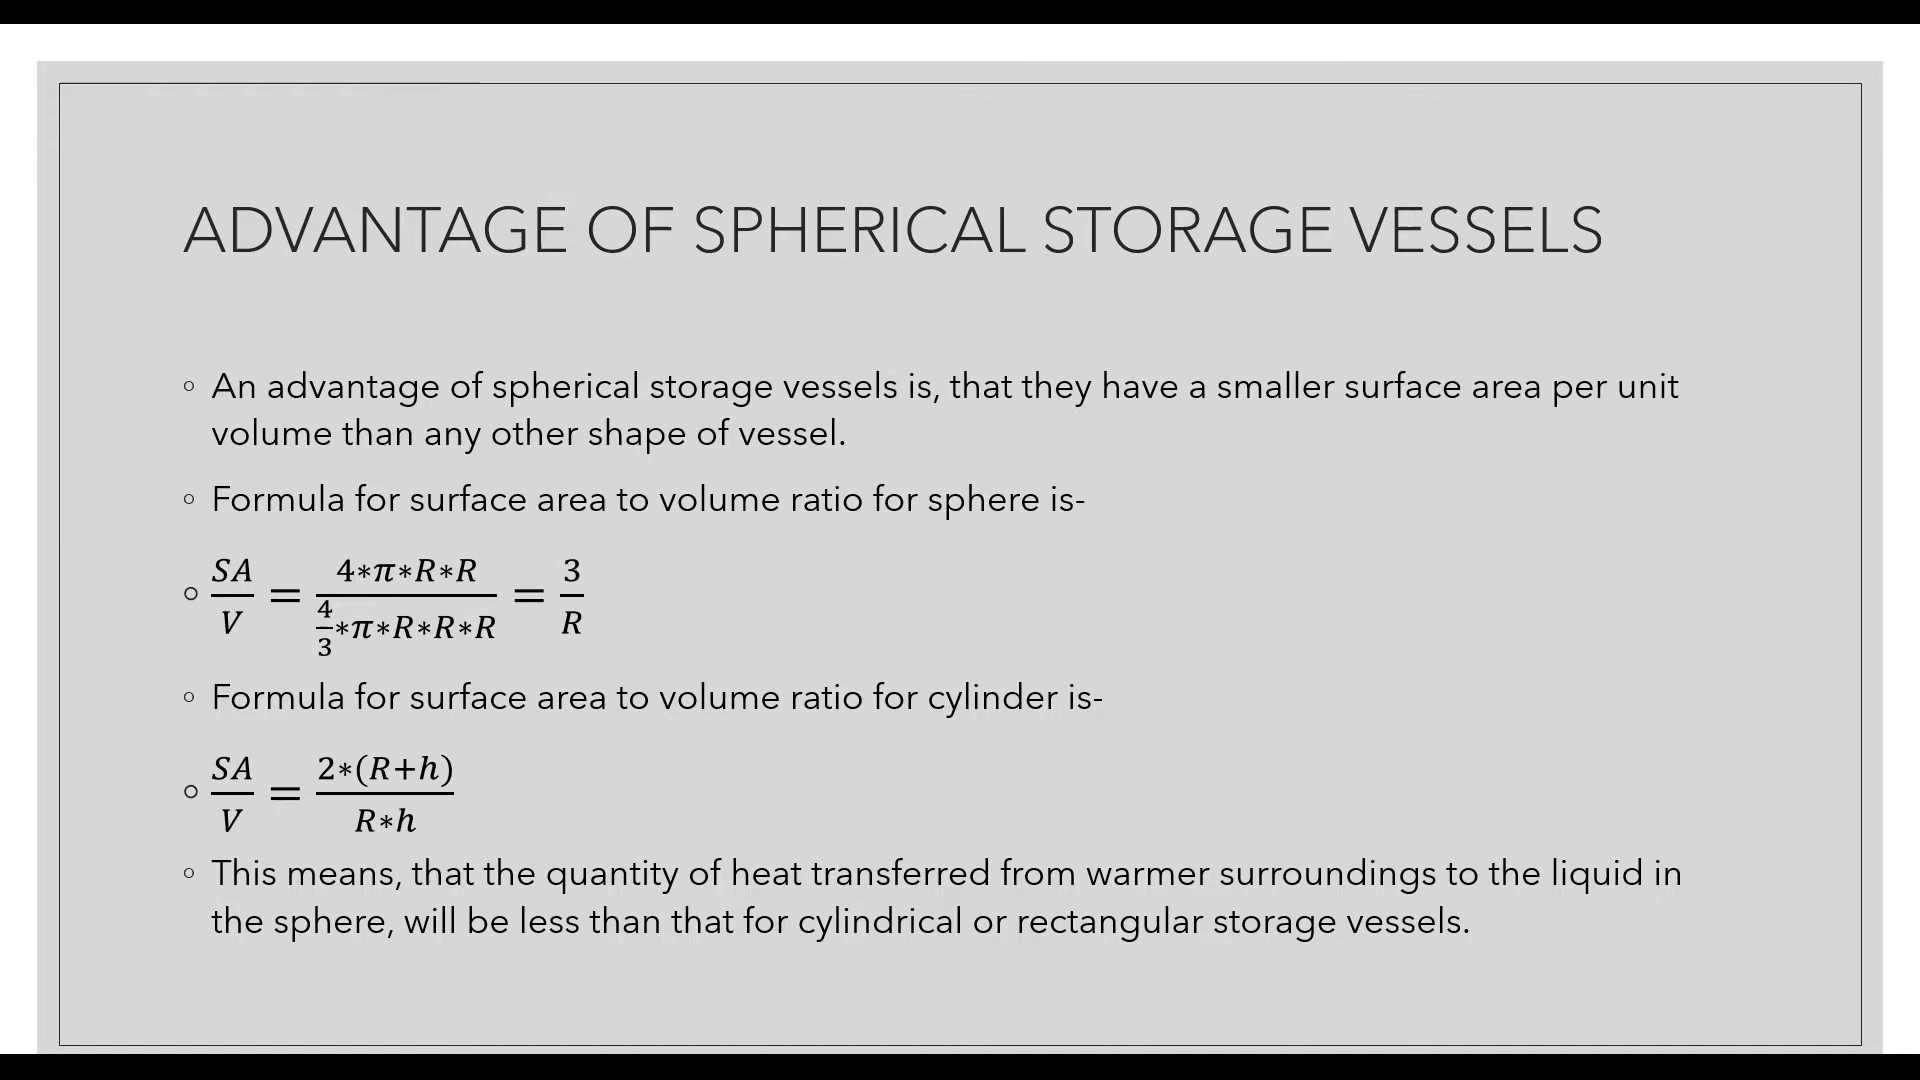 ADVANTAGE OF SPHERICAL STORAGE VESSELS
◦ An advantage of spherical storage vessels is, that they have a smaller surface area per unit
volume than any other shape of vessel.
◦ Formula for surface area to volume ratio for sphere is-
◦ SA/V = (4∗π∗R∗R)/(4/3∗π∗R∗R∗R) = 3/R
◦ Formula for surface area to volume ratio for cylinder is-
◦ SA/V = (2∗(R+h))/(R∗h)
◦ This means, that the quantity of heat transferred from warmer surroundings to the liquid in
the sphere, will be less than that for cylindrical or rectangular storage vessels.